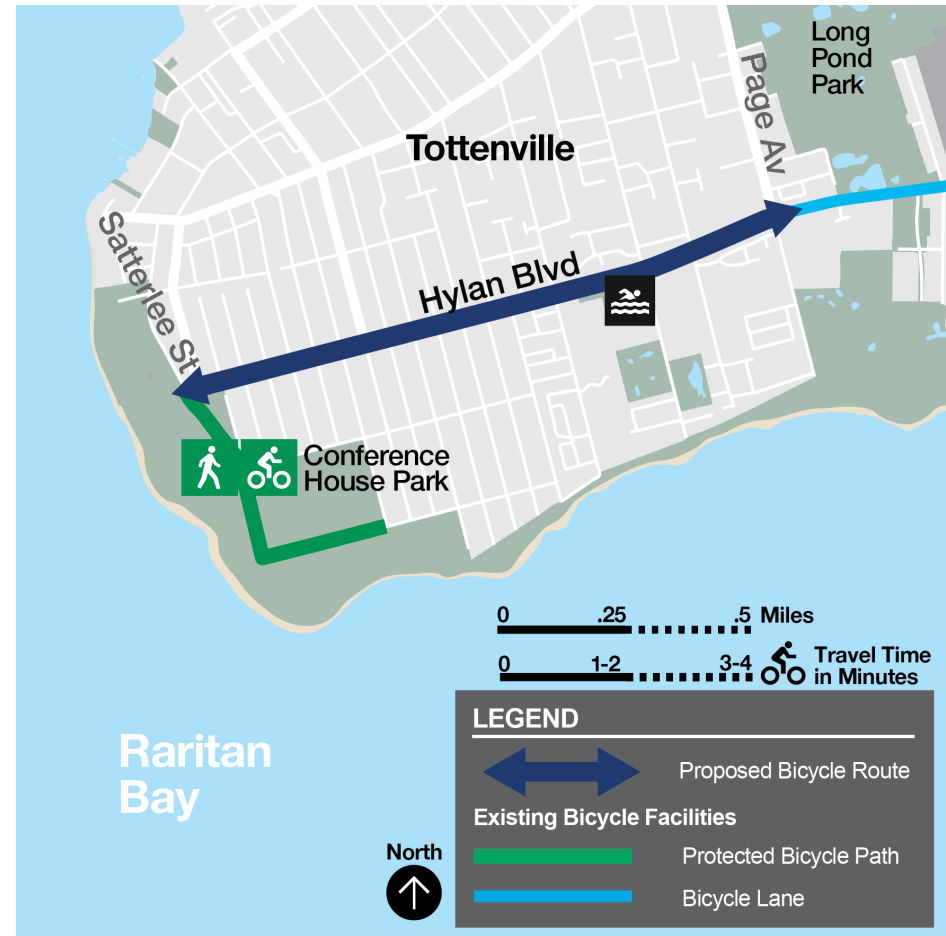 Long
Pond
Park
Page Av
Tottenville
Satterlee St
Hylan Blvd
Conference
House Park
0 .25 .5 Miles
0 1-2 3-4 Travel Time
in Minutes
Raritan
Bay
North
LEGEND
Proposed Bicycle Route
Existing Bicycle Facilities
Protected Bicycle Path
Bicycle Lane